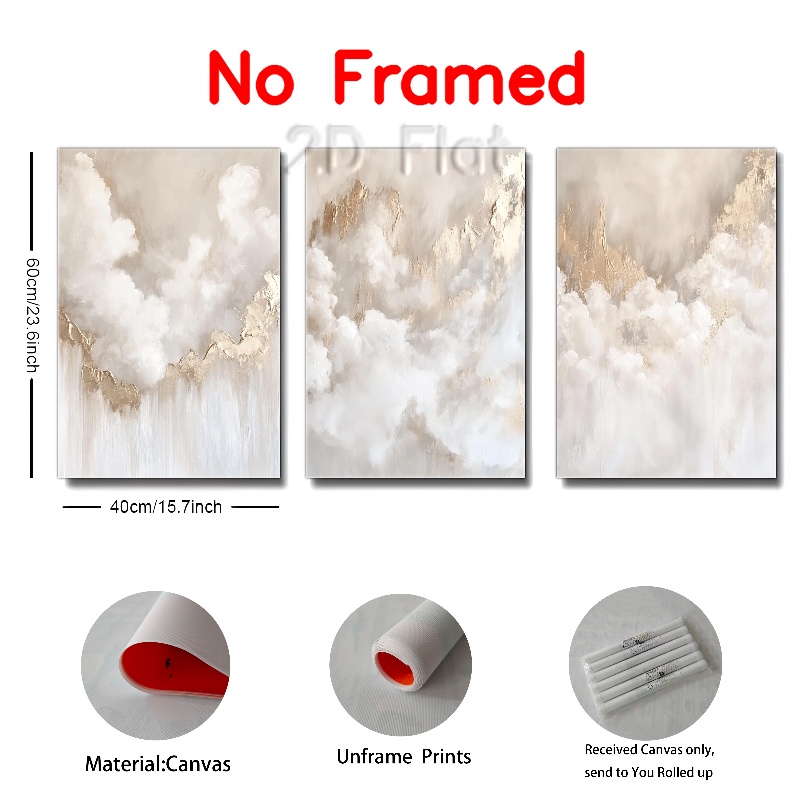 No Framed
2D Flat
60cm/23.6inch
40cm/15.7inch
Material:Canvas
Unframe Prints
Received Canvas only,
send to You Rolled up